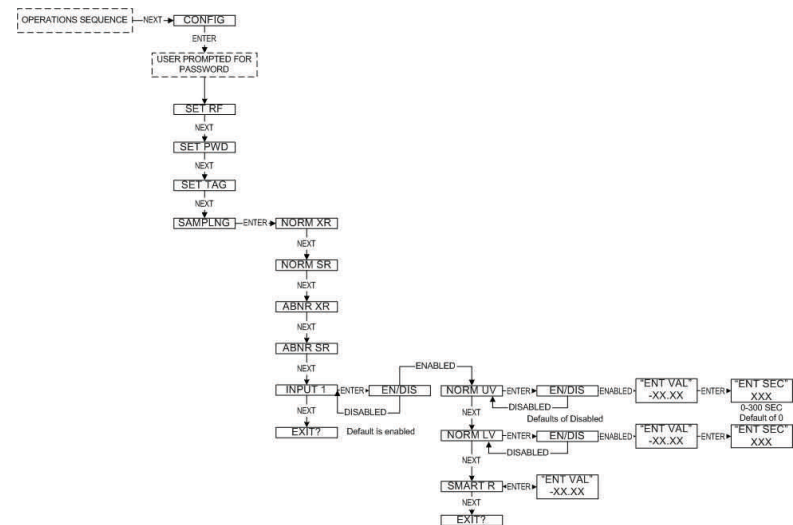 OPERATIONS SEQUENCE
NEXT
CONFIG
ENTER
USER PROMPTED FOR
PASSWORD
SET RF
NEXT
SET PWD
NEXT
SET TAG
NEXT
SAMPLNG
ENTER
NORM XR
NEXT
NORM SR
NEXT
ABNR XR
NEXT
ABNR SR
NEXT
INPUT 1
ENTER
EN/DIS
ENABLED
DISABLED
NEXT
EXIT?
Default is enabled
NORM UV
ENTER
EN/DIS
ENABLED
"ENT VAL"
-XX.XX
ENTER
"ENT SEC"
XXX
0-300 SEC
Default of 0
DISABLED
Defaults of Disabled
NEXT
NORM LV
ENTER
EN/DIS
ENABLED
"ENT VAL"
-XX.XX
ENTER
"ENT SEC"
XXX
DISABLED
NEXT
SMART R
ENTER
"ENT VAL"
-XX.XX
NEXT
EXIT?